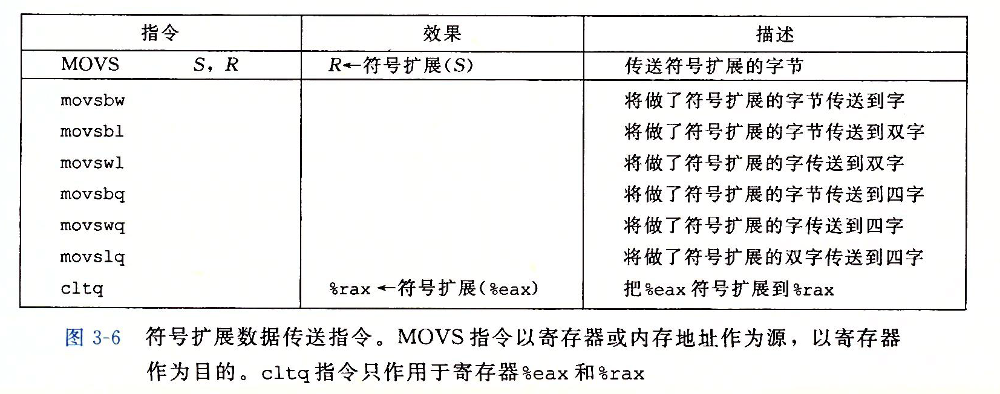 指令 效果 描述
MOVS S, R R←符号扩展(S) 传送符号扩展的字节
movsbw 将做了符号扩展的字节传送到字
movsbl 将做了符号扩展的字节传送到双字
movswl 将做了符号扩展的字传送到双字
movsbq 将做了符号扩展的字节传送到四字
movswq 将做了符号扩展的字传送到四字
movslq 将做了符号扩展的双字传送到四字
cltq %rax←符号扩展(%eax) 把%eax符号扩展到%rax
图 3-6 符号扩展数据传送指令。MOVS指令以寄存器或内存地址作为源，以寄存器
作为目的。cltq指令只作用于寄存器%eax和%rax